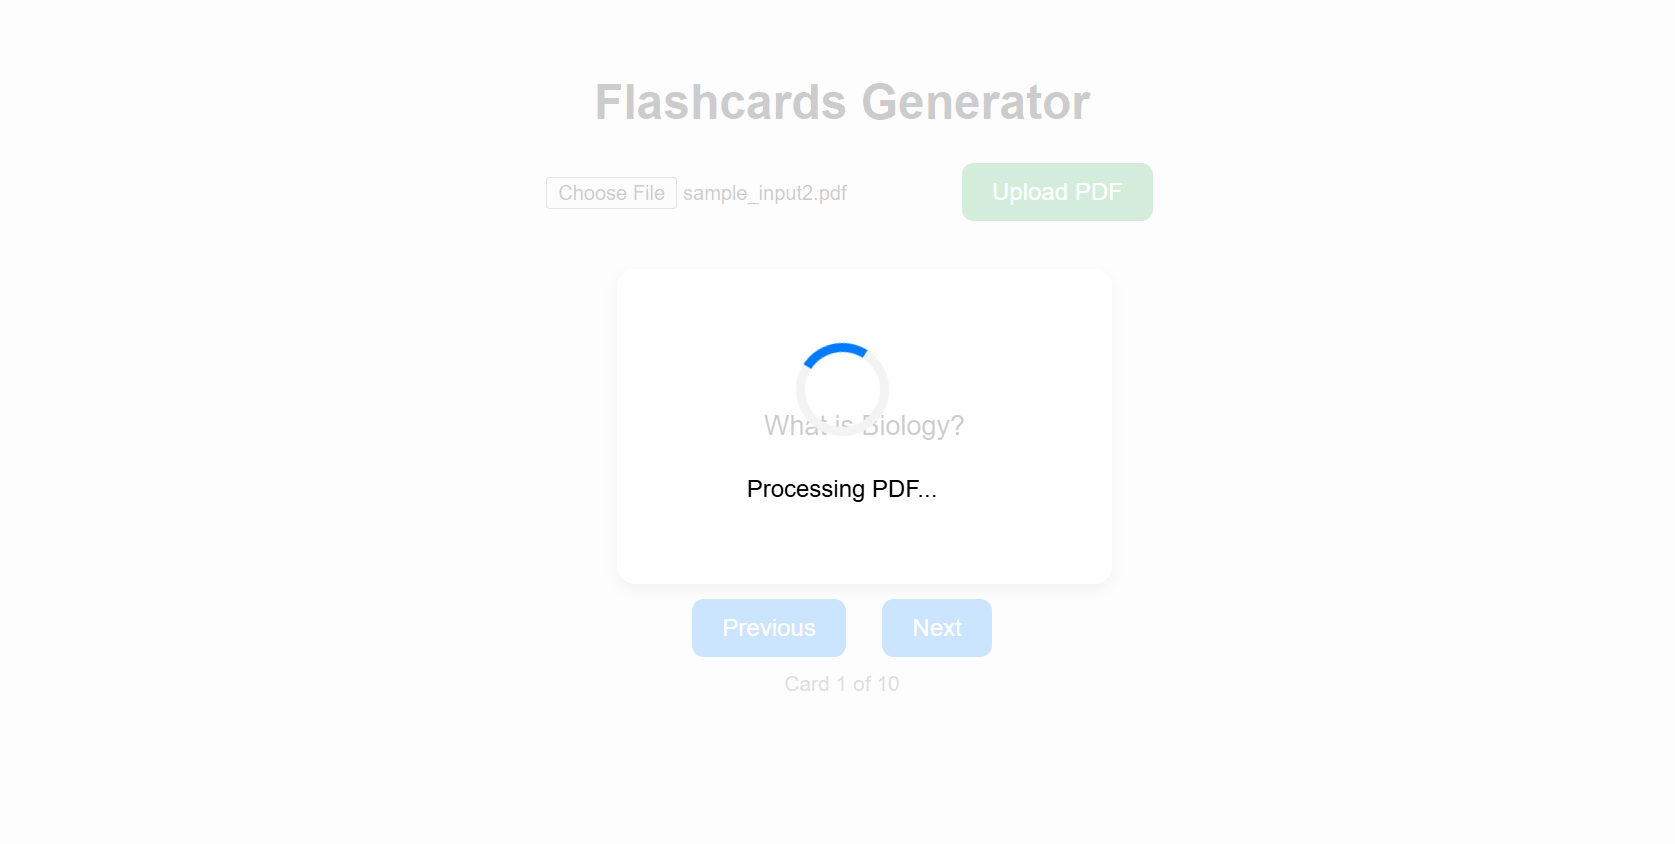 Flashcards Generator
Choose File sample_input2.pdf Upload PDF
What is Biology?
Processing PDF...
Previous Next
Card 1 of 10